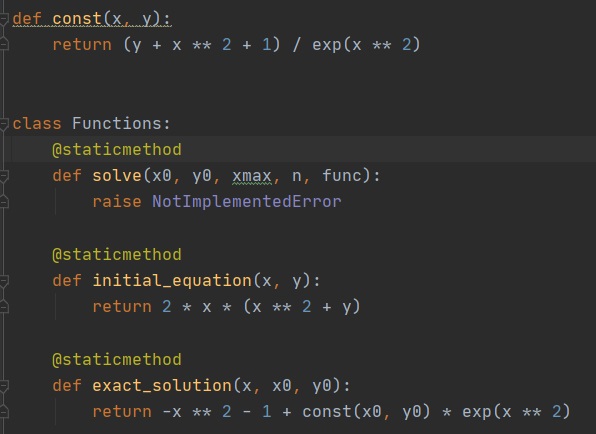 def const(x, y):
    return (y + x ** 2 + 1) / exp(x ** 2)
class Functions:
    @staticmethod
    def solve(x0, y0, xmax, n, func):
        raise NotImplementedError
    @staticmethod
    def initial_equation(x, y):
        return 2 * x * (x ** 2 + y)
    @staticmethod
    def exact_solution(x, x0, y0):
        return -x ** 2 - 1 + const(x0, y0) * exp(x ** 2)